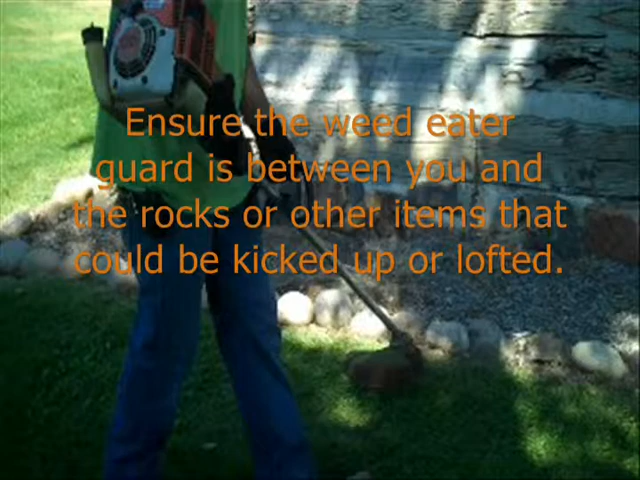 Ensure the weed eater
guard is between you and
the rocks or other items that
could be kicked up or lofted.